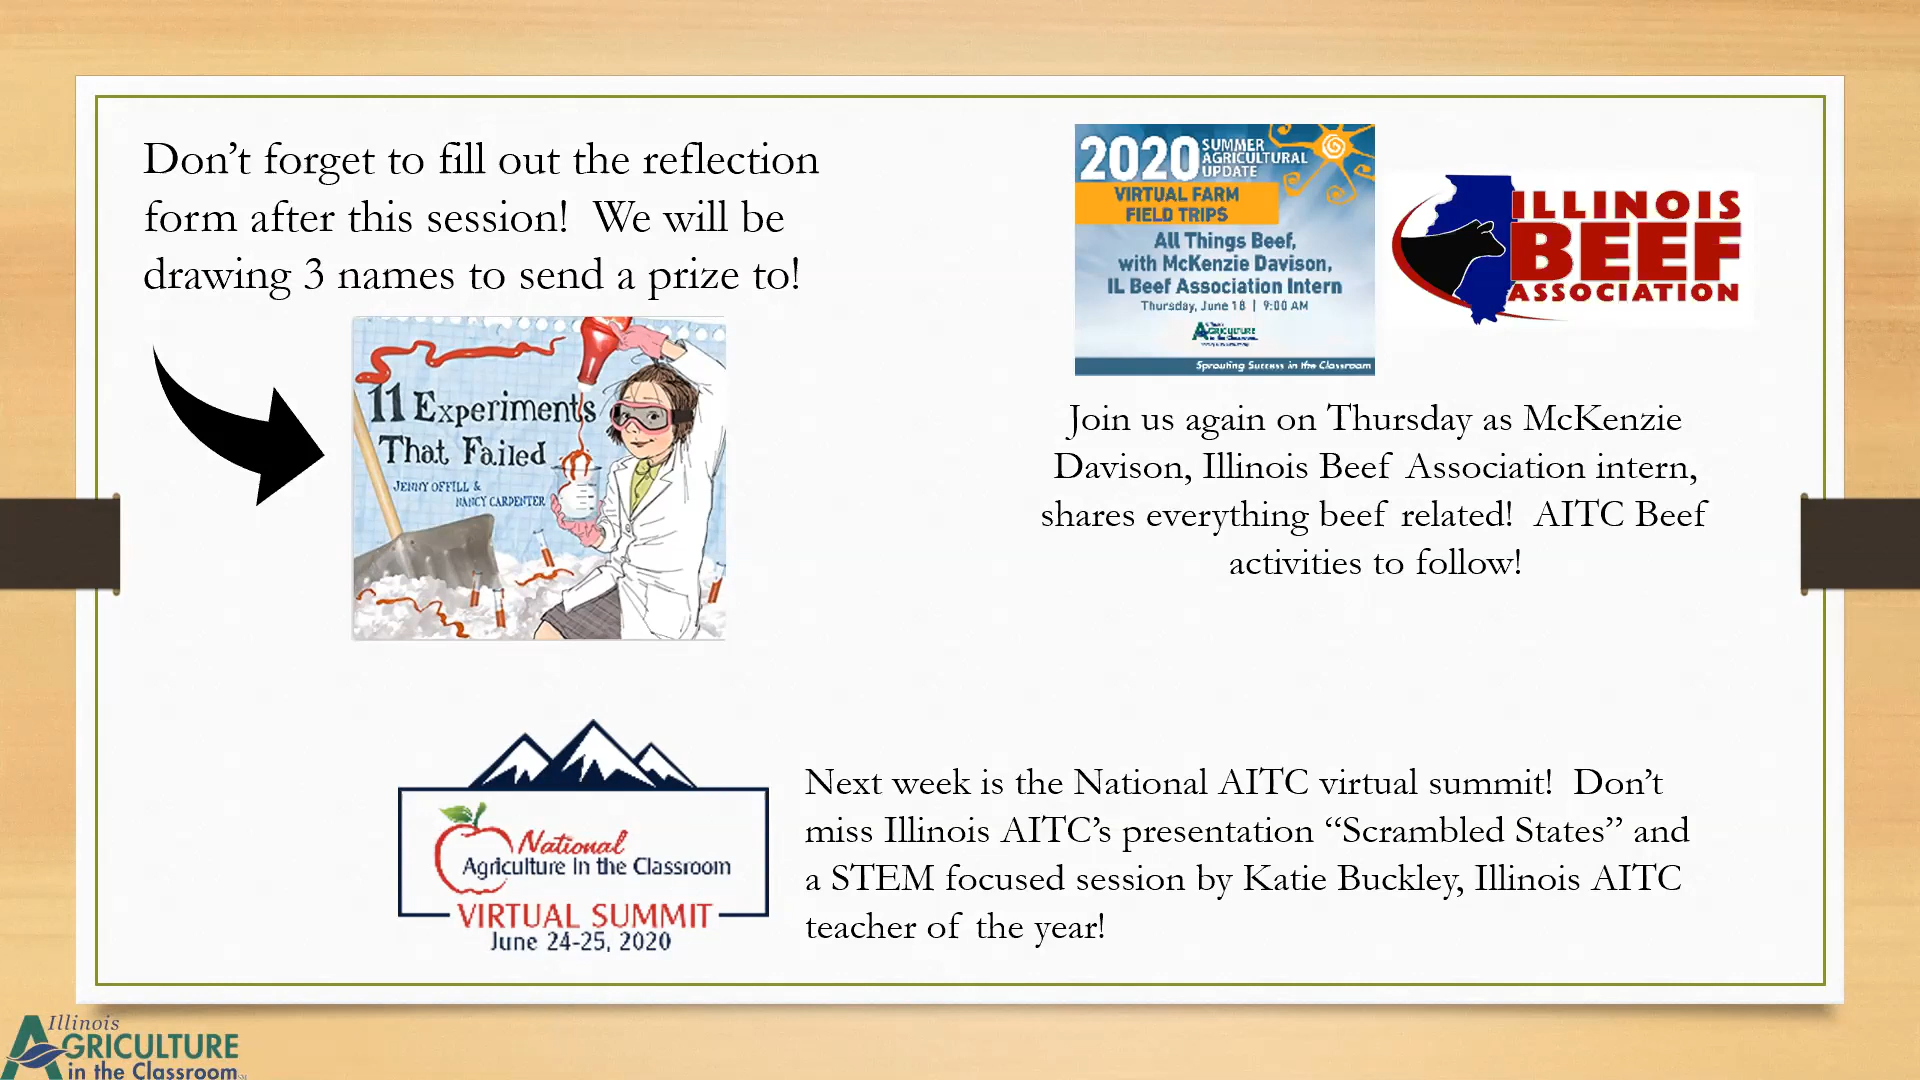 Don’t forget to fill out the reflection
form after this session!  We will be
drawing 3 names to send a prize to!
11 Experiments
That Failed
JENNY OFFILL &
NANCY CARPENTER
2020 SUMMER
AGRICULTURAL
UPDATE
VIRTUAL FARM
FIELD TRIPS
All Things Beef,
with McKenzie Davison,
IL Beef Association Intern
Thursday, June 18 | 9:00 AM
AGRICULTURE
in the Classroom
Sprouting Success in the Classroom
ILLINOIS
BEEF
ASSOCIATION
Join us again on Thursday as McKenzie
Davison, Illinois Beef Association intern,
shares everything beef related!  AITC Beef
activities to follow!
National
Agriculture in the Classroom
VIRTUAL SUMMIT
June 24-25, 2020
Next week is the National AITC virtual summit!  Don’t
miss Illinois AITC’s presentation “Scrambled States” and
a STEM focused session by Katie Buckley, Illinois AITC
teacher of the year!
Illinois
AGRICULTURE
in the Classroom